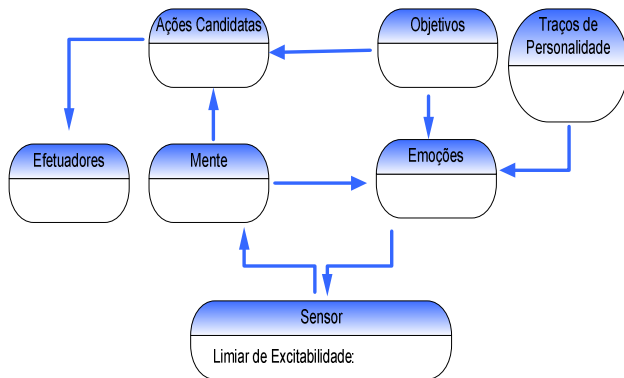 Ações Candidatas
Objetivos
Traços de
Personalidade
Efetuadores
Mente
Emoções
Sensor
Limiar de Excitabilidade: